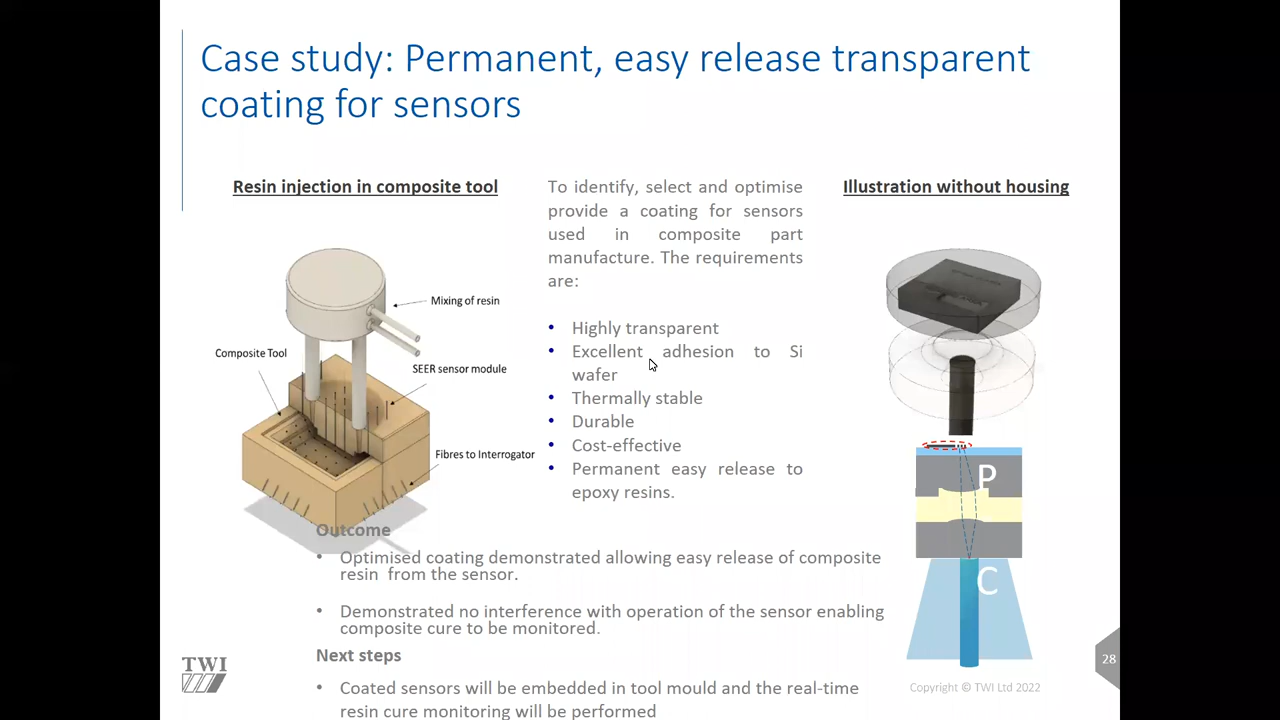 Case study: Permanent, easy release transparent
coating for sensors
Resin injection in composite tool
Mixing of resin
Composite Tool
SEER sensor module
Fibres to Interrogator
To identify, select and optimise
provide a coating for sensors
used in composite part
manufacture. The requirements
are:
• Highly transparent
• Excellent adhesion to Si
wafer
• Thermally stable
• Durable
• Cost-effective
• Permanent easy release to
epoxy resins.
Illustration without housing
P
C
Outcome
• Optimised coating demonstrated allowing easy release of composite
resin from the sensor.
• Demonstrated no interference with operation of the sensor enabling
composite cure to be monitored.
Next steps
• Coated sensors will be embedded in tool mould and the real-time
resin cure monitoring will be performed
TWI
28
Copyright © TWI Ltd 2022